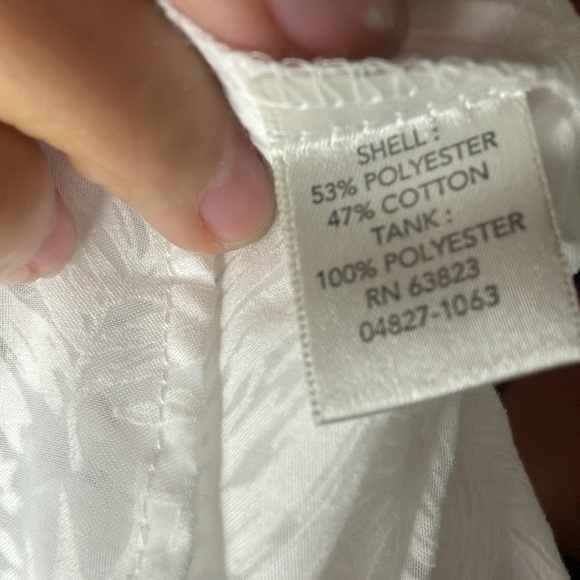 SHELL :
53% POLYESTER
47% COTTON
TANK :
100% POLYESTER
RN 63823
04827-1063